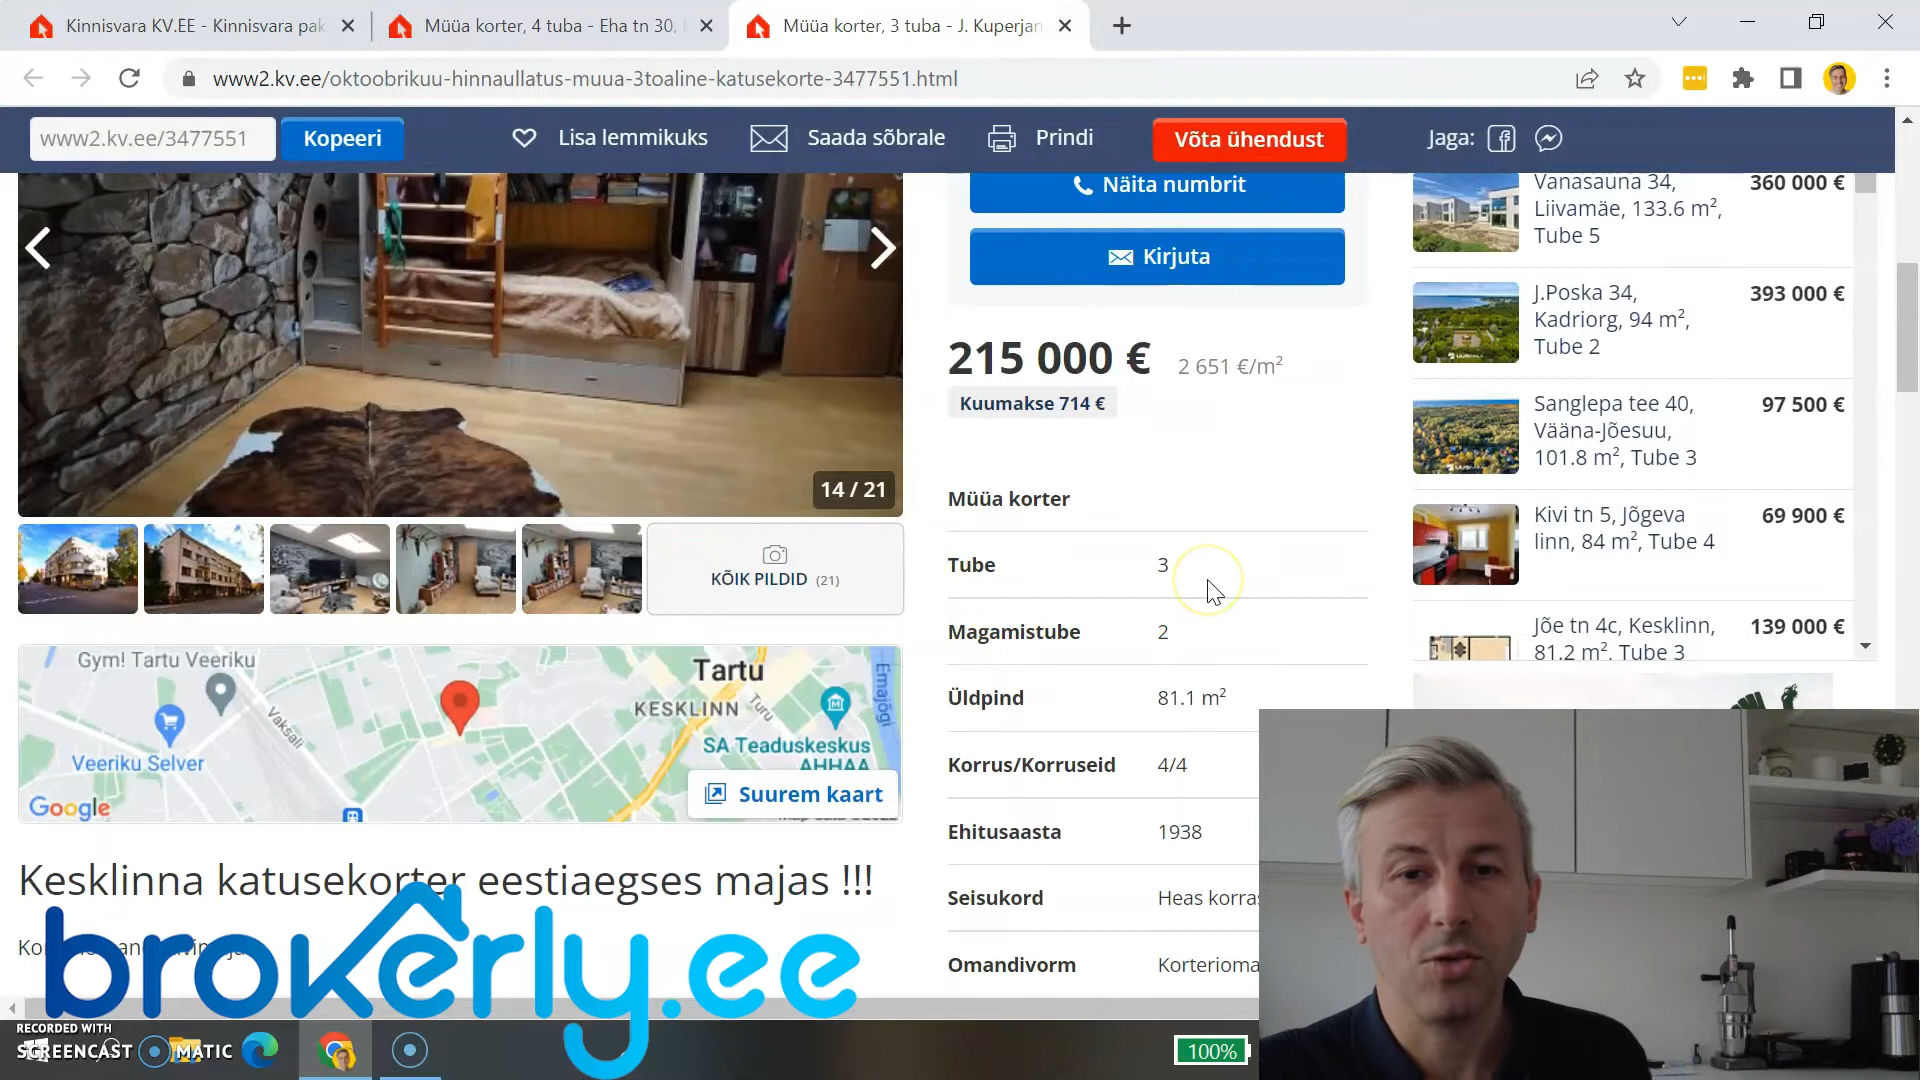 Kinnisvara KV.EE - Kinnisvara pak
Müüa korter, 4 tuba - Eha tn 30,
Müüa korter, 3 tuba - J. Kuperjan
www2.kv.ee/oktoobrikuu-hinnaullatus-muua-3toaline-katusekorte-3477551.html
www2.kv.ee/3477551
Kopeeri
Lisa lemmikuks
Saada sõbrale
Prindi
Võta ühendust
Jaga:
14 / 21
KÕIK PILDID (21)
Gym! Tartu Veeriku
Tartu
KESKLINN
Vaksali
Turu
Emajõgi
Veeriku Selver
SA Teaduskeskus
AHHAA
Google
Suurem kaart
Kesklinna katusekorter eestiaegses majas !!!
brokerly.ee
Näita numbrit
Kirjuta
215 000 € 2 651 €/m²
Kuumakse 714 €
Müüa korter
Tube 3
Magamistube 2
Üldpind 81.1 m²
Korrus/Korruseid 4/4
Ehitusaasta 1938
Seisukord Heas korras
Omandivorm Korterioma
Vanasauna 34, 360 000 €
Liivamäe, 133.6 m²,
Tube 5
J.Poska 34, 393 000 €
Kadriorg, 94 m²,
Tube 2
Sanglepa tee 40, 97 500 €
Vääna-Jõesuu,
101.8 m², Tube 3
Kivi tn 5, Jõgeva 69 900 €
linn, 84 m², Tube 4
Jõe tn 4c, Kesklinn, 139 000 €
81.2 m², Tube 3
RECORDED WITH
SCREENCAST MATIC
100%